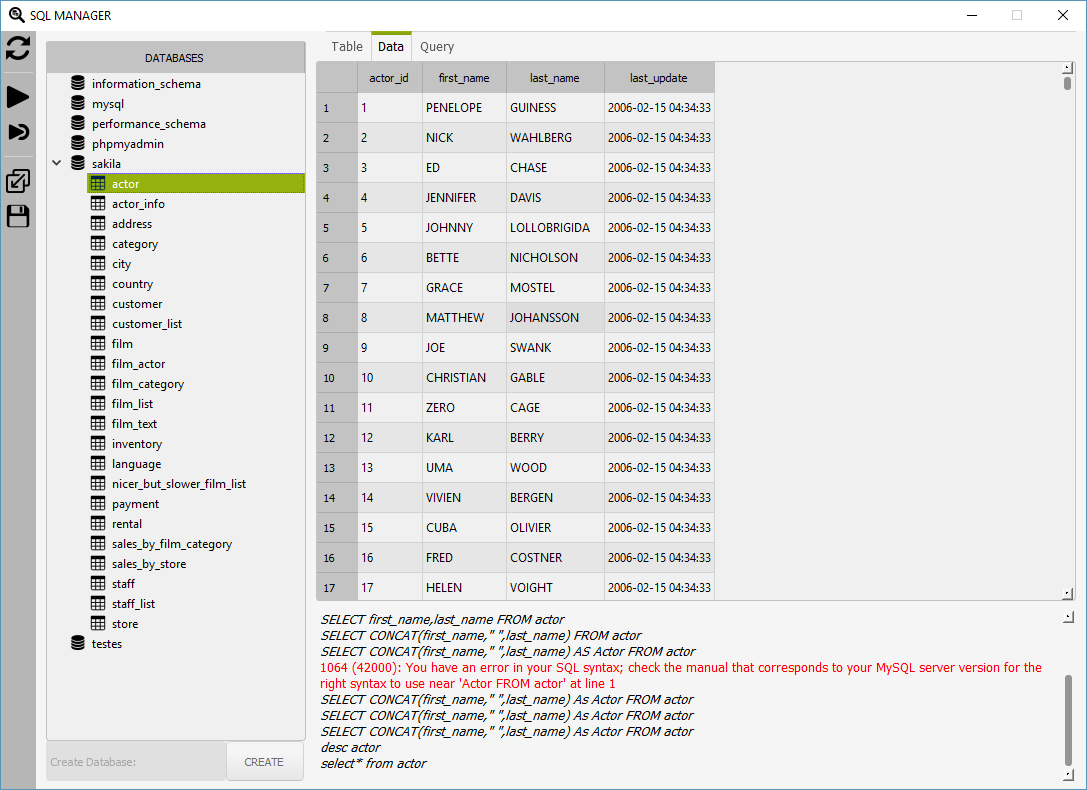 SQL MANAGER
DATABASES
information_schema
mysql
performance_schema
phpmyadmin
sakila
actor
actor_info
address
category
city
country
customer
customer_list
film
film_actor
film_category
film_list
film_text
inventory
language
nicer_but_slower_film_list
payment
rental
sales_by_film_category
sales_by_store
staff
staff_list
store
testes
Create Database: CREATE
Table Data Query
actor_id first_name last_name last_update
1 1 PENELOPE GUINESS 2006-02-15 04:34:33
2 2 NICK WAHLBERG 2006-02-15 04:34:33
3 3 ED CHASE 2006-02-15 04:34:33
4 4 JENNIFER DAVIS 2006-02-15 04:34:33
5 5 JOHNNY LOLLOBRIGIDA 2006-02-15 04:34:33
6 6 BETTE NICHOLSON 2006-02-15 04:34:33
7 7 GRACE MOSTEL 2006-02-15 04:34:33
8 8 MATTHEW JOHANSSON 2006-02-15 04:34:33
9 9 JOE SWANK 2006-02-15 04:34:33
10 10 CHRISTIAN GABLE 2006-02-15 04:34:33
11 11 ZERO CAGE 2006-02-15 04:34:33
12 12 KARL BERRY 2006-02-15 04:34:33
13 13 UMA WOOD 2006-02-15 04:34:33
14 14 VIVIEN BERGEN 2006-02-15 04:34:33
15 15 CUBA OLIVIER 2006-02-15 04:34:33
16 16 FRED COSTNER 2006-02-15 04:34:33
17 17 HELEN VOIGHT 2006-02-15 04:34:33
SELECT first_name,last_name FROM actor
SELECT CONCAT(first_name," ",last_name) FROM actor
SELECT CONCAT(first_name," ",last_name) AS Actor FROM actor
1064 (42000): You have an error in your SQL syntax; check the manual that corresponds to your MySQL server version for the
right syntax to use near 'Actor FROM actor' at line 1
SELECT CONCAT(first_name," ",last_name) As Actor FROM actor
SELECT CONCAT(first_name," ",last_name) As Actor FROM actor
SELECT CONCAT(first_name," ",last_name) As Actor FROM actor
desc actor
select* from actor